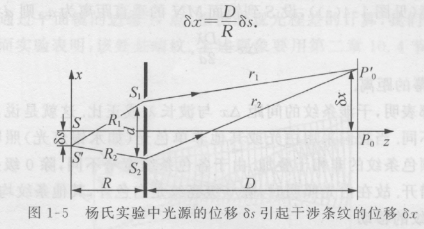 δx = D/R δs.
x
S₁
P′₀
r₁
R₁
r₂
S
d
δx
δs
P₀
z
S′
R₂
S₂
R
D
图 1-5 杨氏实验中光源的位移 δs 引起干涉条纹的位移 δx